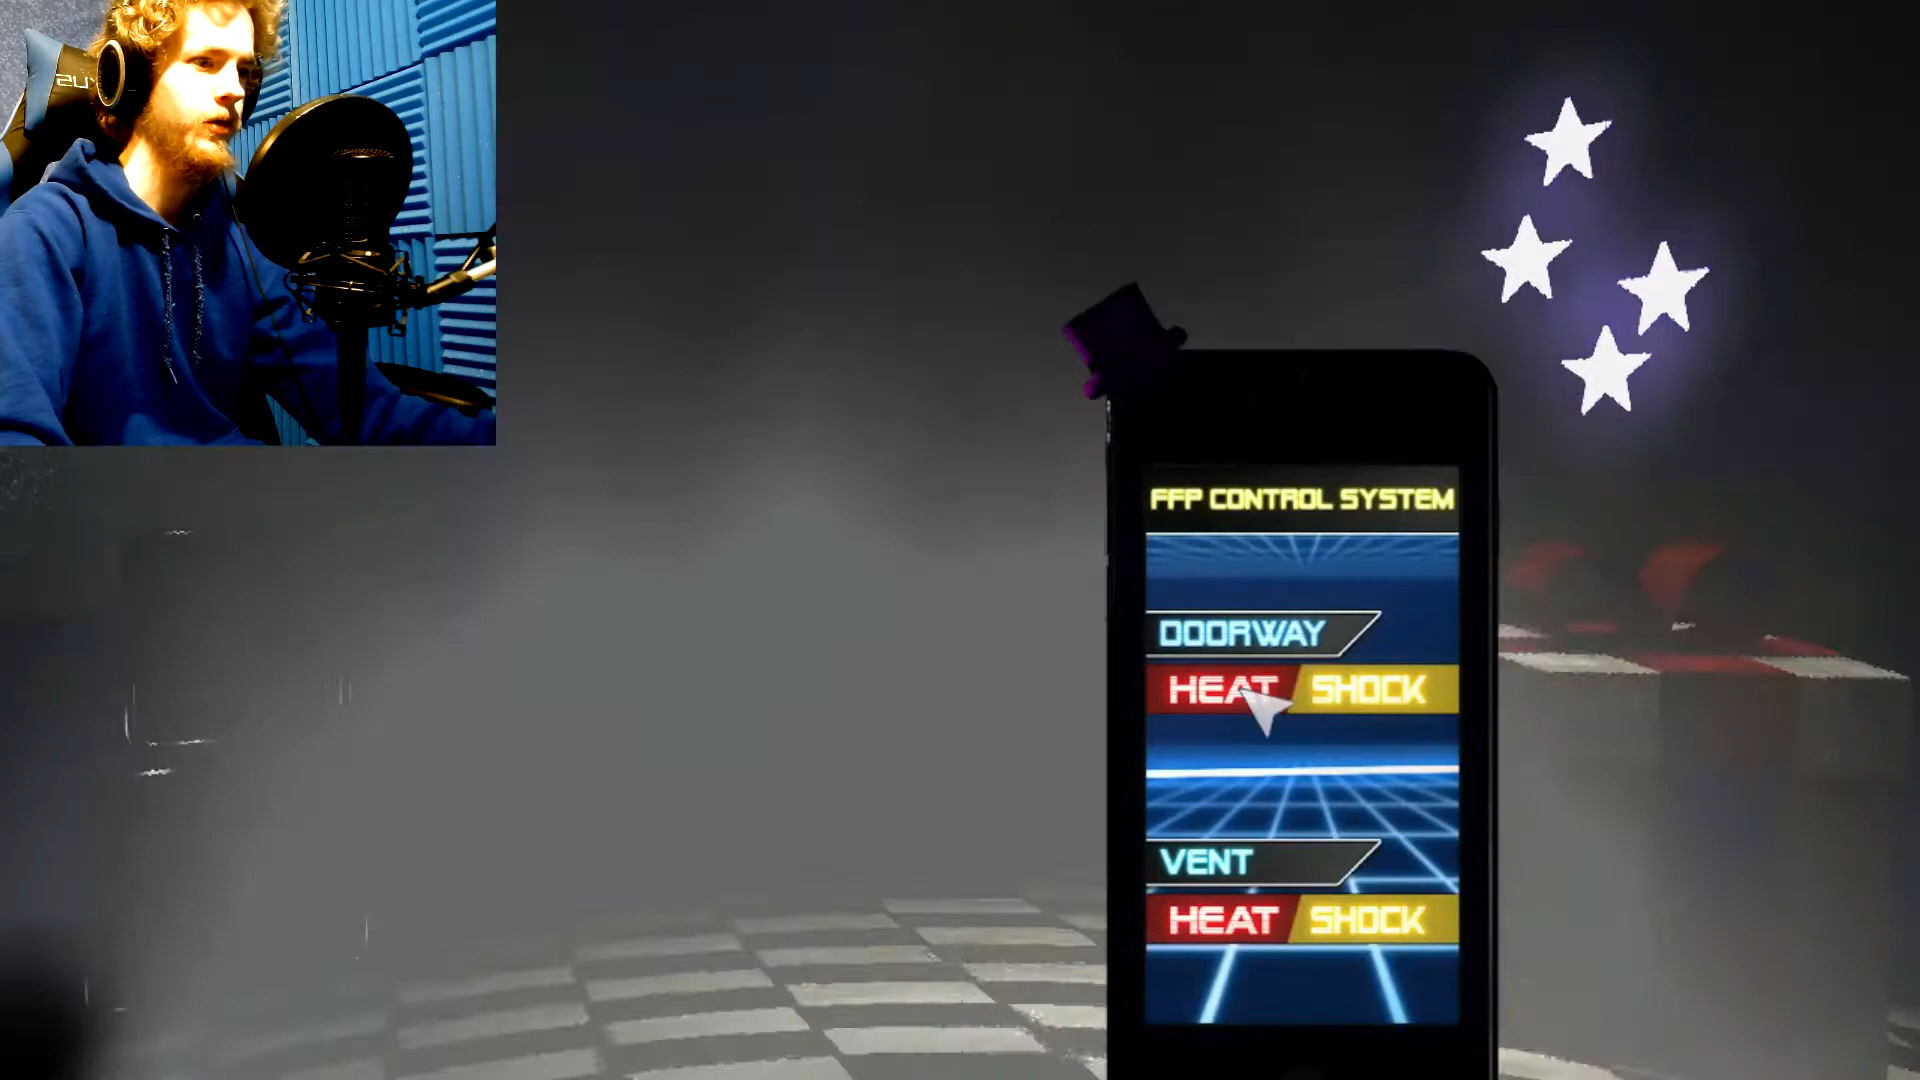 FFP CONTROL SYSTEM
DOORWAY
HEAT SHOCK
VENT
HEAT SHOCK